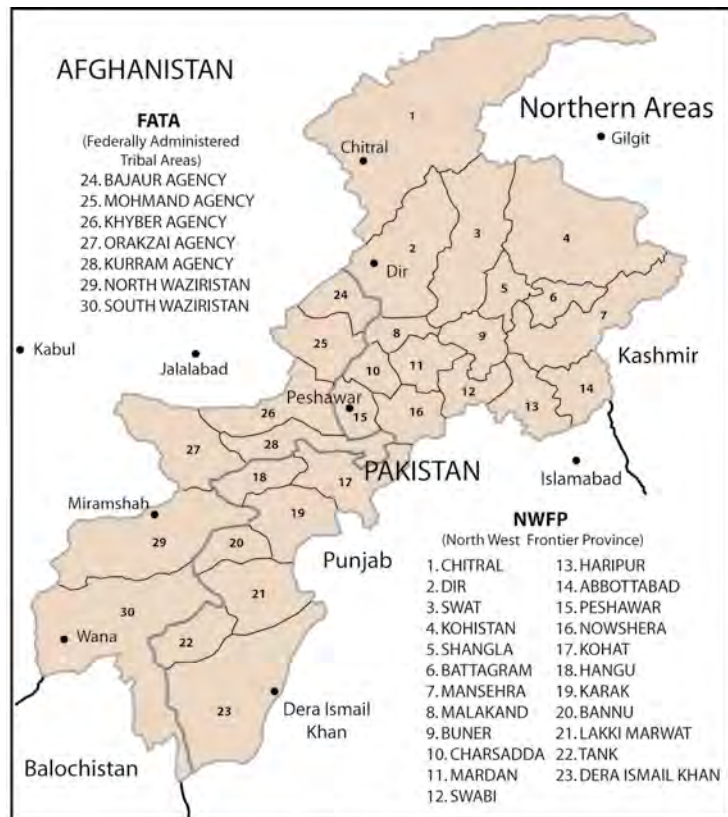 AFGHANISTAN
FATA
(Federally Administered
Tribal Areas)
24. BAJAUR AGENCY
25. MOHMAND AGENCY
26. KHYBER AGENCY
27. ORAKZAI AGENCY
28. KURRAM AGENCY
29. NORTH WAZIRISTAN
30. SOUTH WAZIRISTAN
1
Northern Areas
Gilgit
Chitral
2
3
4
Dir
5
6
7
24
8
9
25
Kabul
Jalalabad
Kashmir
10
11
12
13
14
Peshawar
15
16
26
27
28
18
17
PAKISTAN
Islamabad
Miramshah
19
29
20
Punjab
21
30
Wana
22
23
Dera Ismail
Khan
Balochistan
NWFP
(North West Frontier Province)
1. CHITRAL
2. DIR
3. SWAT
4. KOHISTAN
5. SHANGLA
6. BATTAGRAM
7. MANSEHRA
8. MALAKAND
9. BUNER
10. CHARSADDA
11. MARDAN
12. SWABI
13. HARIPUR
14. ABBOTTABAD
15. PESHAWAR
16. NOWSHERA
17. KOHAT
18. HANGU
19. KARAK
20. BANNU
21. LAKKI MARWAT
22. TANK
23. DERA ISMAIL KHAN